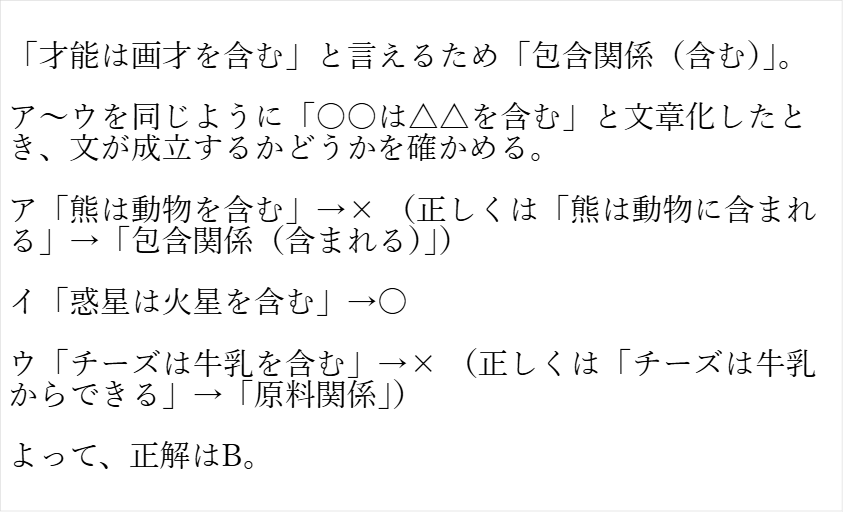 「才能は画才を含む」と言えるため「包含関係（含む）」。
ア〜ウを同じように「○○は△△を含む」と文章化したと
き、文が成立するかどうかを確かめる。
ア「熊は動物を含む」→× （正しくは「熊は動物に含まれ
る」→「包含関係（含まれる）」）
イ「惑星は火星を含む」→○
ウ「チーズは牛乳を含む」→× （正しくは「チーズは牛乳
からできる」→「原料関係」）
よって、正解はB。